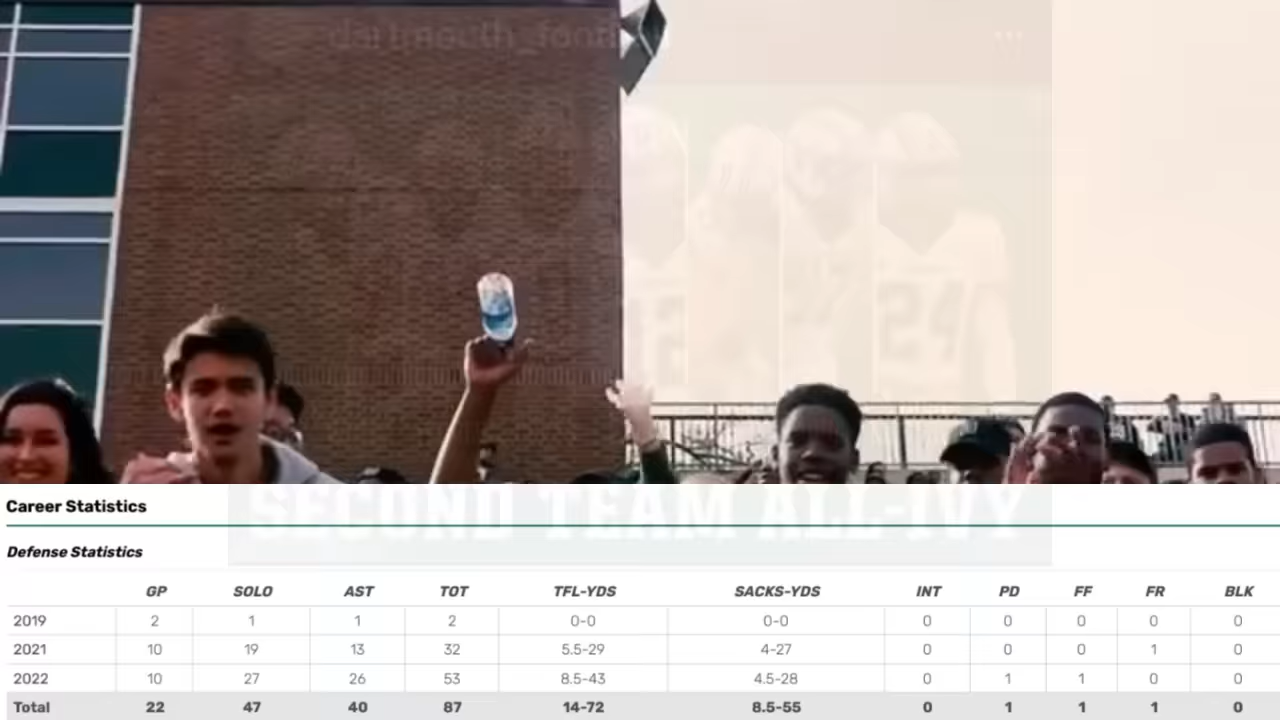 dartmouth_foot
24
SECOND TEAM ALL-IVY
Career Statistics
Defense Statistics
GP SOLO AST TOT TFL-YDS SACKS-YDS INT PD FF FR BLK
2019 2 1 1 2 0-0 0-0 0 0 0 0 0
2021 10 19 13 32 5.5-29 4-27 0 0 0 1 0
2022 10 27 26 53 8.5-43 4.5-28 0 1 1 0 0
Total 22 47 40 87 14-72 8.5-55 0 1 1 1 0